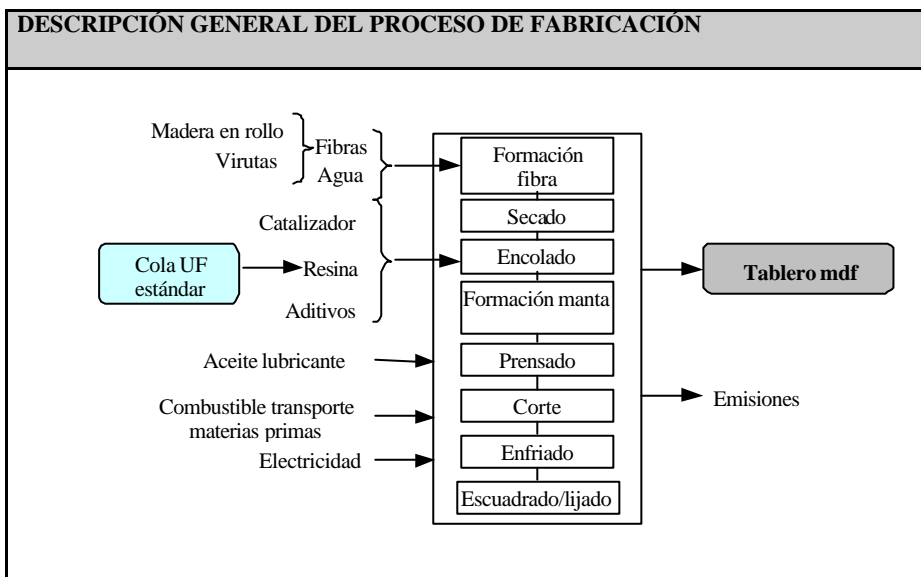 DESCRIPCIÓN GENERAL DEL PROCESO DE FABRICACIÓN
Madera en rollo
Virutas
Fibras
Agua
Catalizador
Cola UF
estándar
Resina
Aditivos
Aceite lubricante
Combustible transporte
materias primas
Electricidad
Formación
fibra
Secado
Encolado
Formación manta
Prensado
Corte
Enfriado
Escuadrado/lijado
Tablero mdf
Emisiones